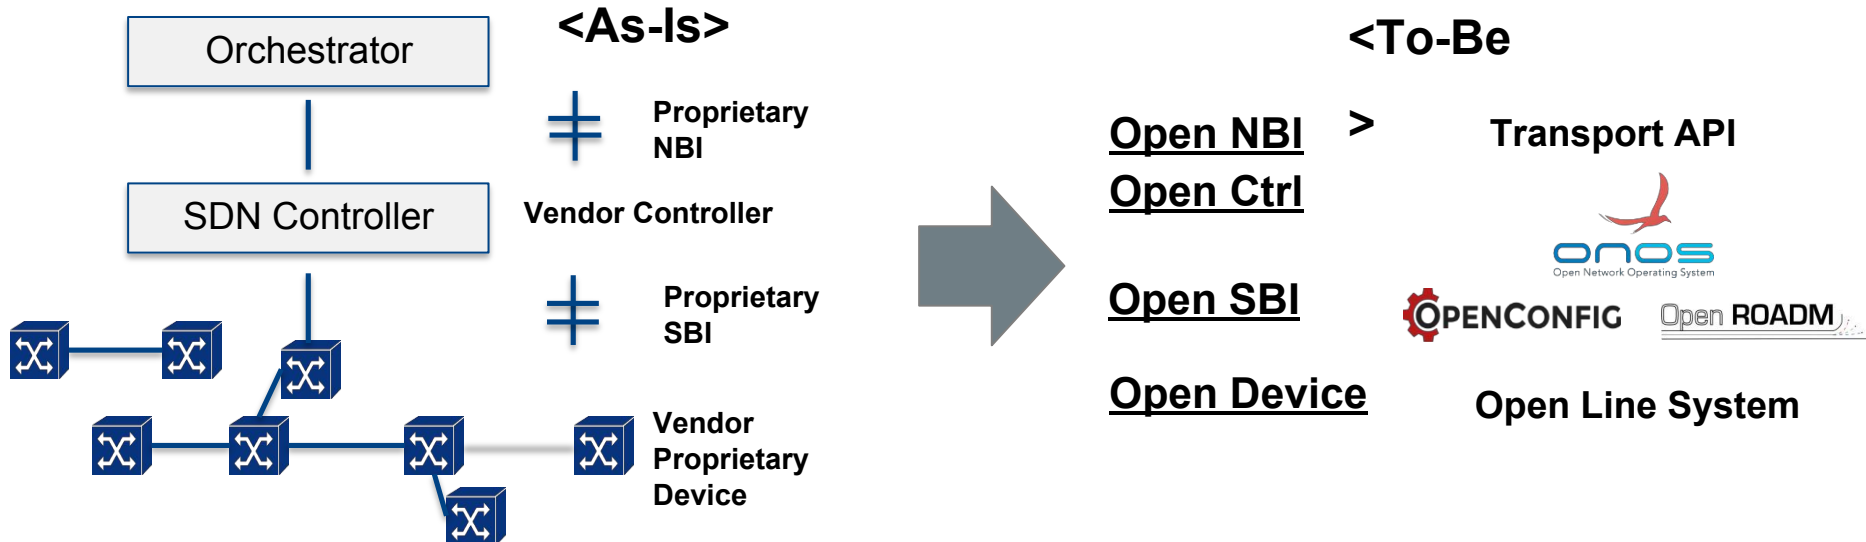 <As-Is>
Orchestrator
Proprietary
NBI
SDN Controller
Vendor Controller
Proprietary
SBI
Vendor
Proprietary
Device
<To-Be
>
Open NBI
Transport API
Open Ctrl
onos
Open Network Operating System
Open SBI
OPENCONFIG
Open ROADM
Open Device
Open Line System